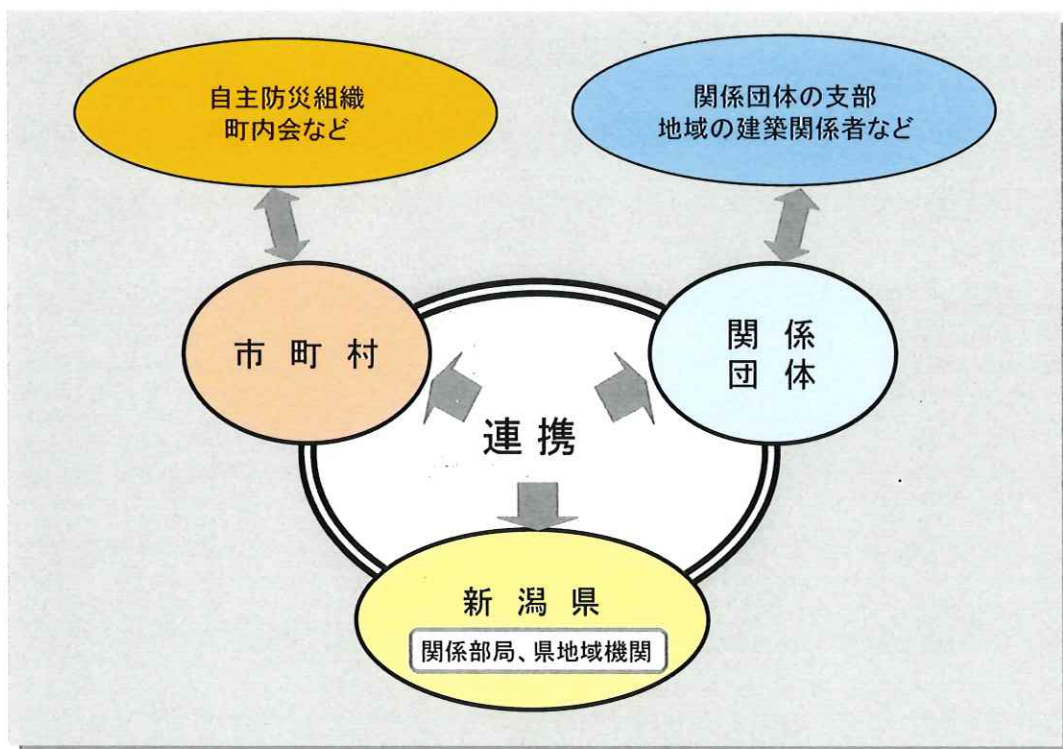 自主防災組織
町内会など
関係団体の支部
地域の建築関係者など
市町村
関係
団体
連携
新潟県
関係部局、県地域機関